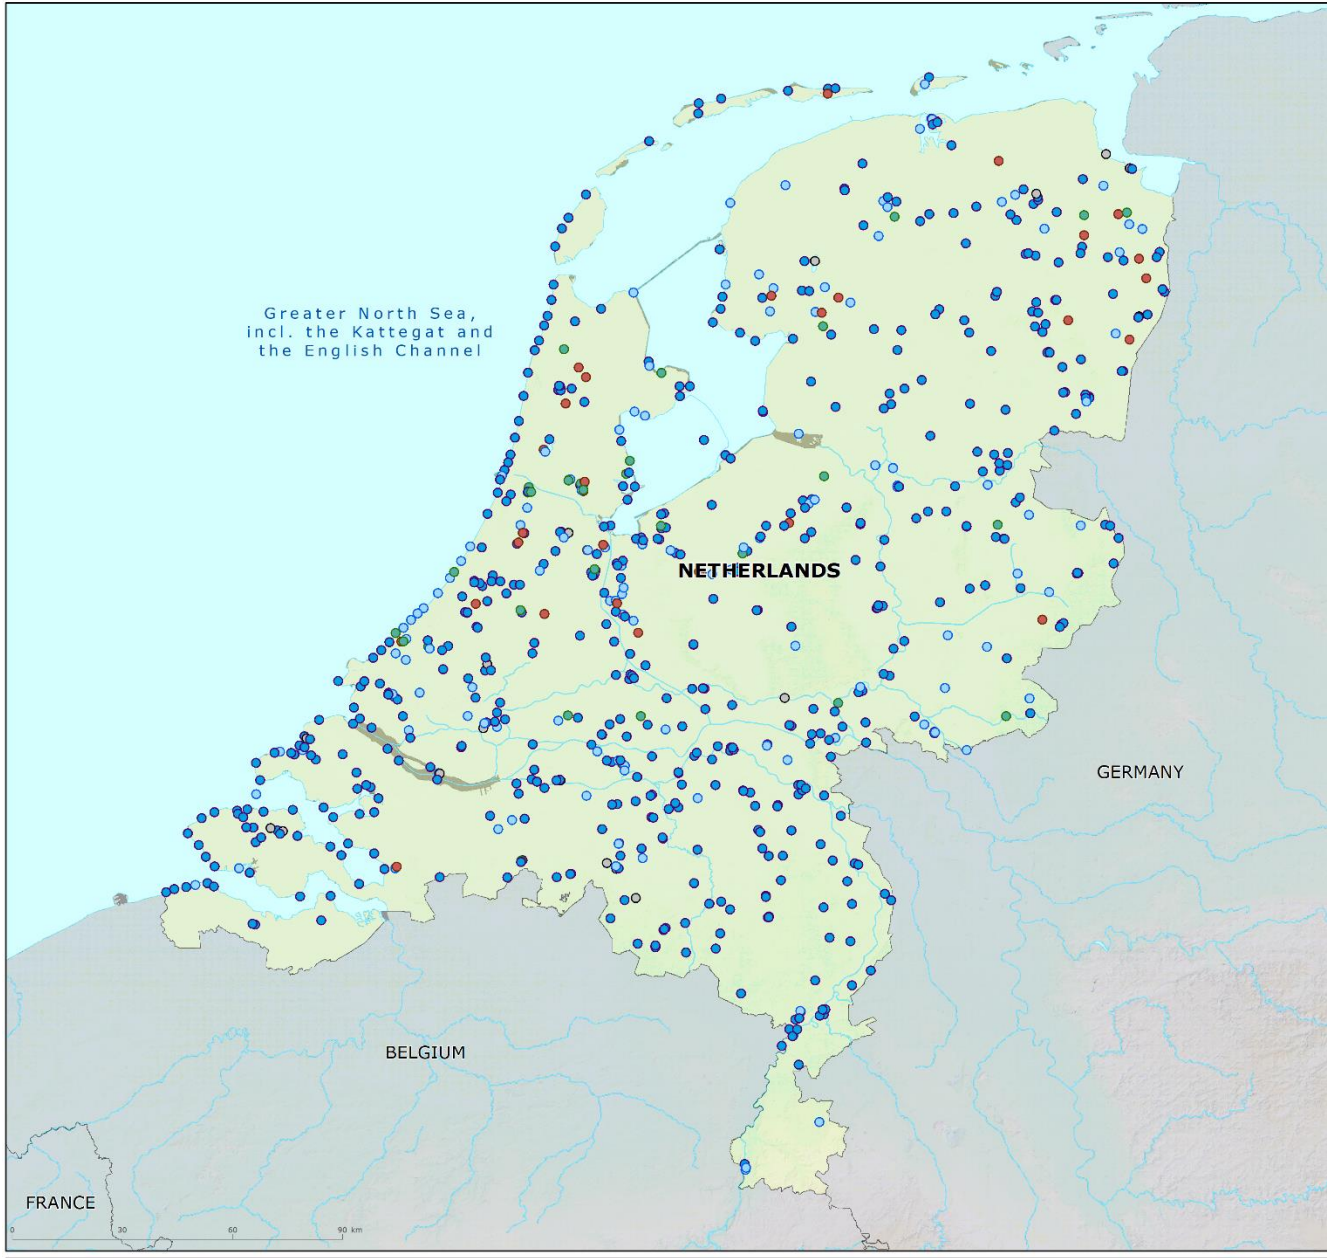 Greater North Sea,
incl. the Kattegat and
the English Channel
NETHERLANDS
GERMANY
BELGIUM
FRANCE
0 30 60 90 km